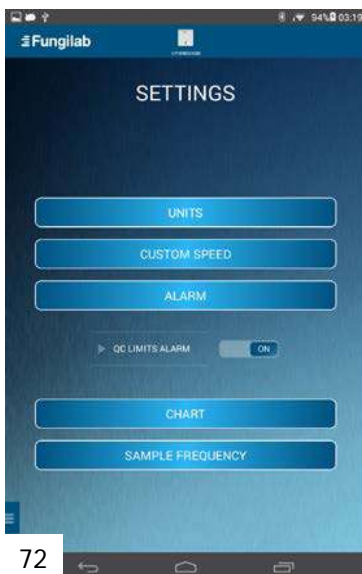 94% 03:19
Fungilab
SETTINGS
UNITS
CUSTOM SPEED
ALARM
QC LIMITS ALARM ON
CHART
SAMPLE FREQUENCY
72